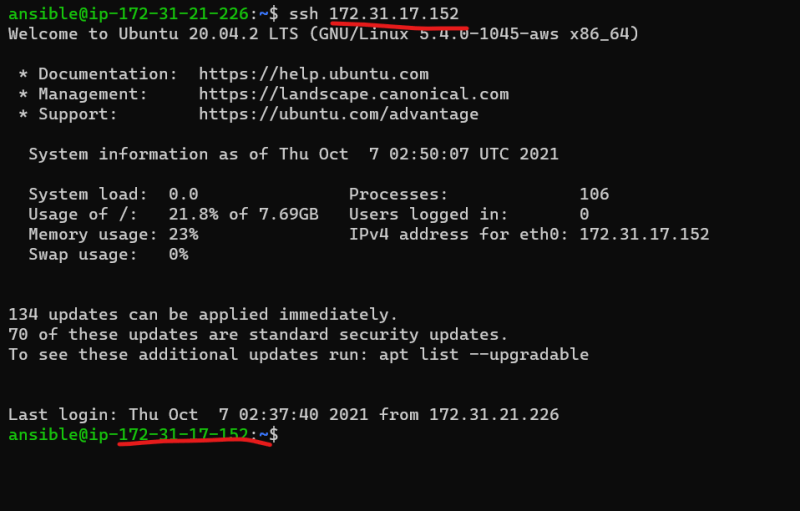 ansible@ip-172-31-21-226:~$ ssh 172.31.17.152
Welcome to Ubuntu 20.04.2 LTS (GNU/Linux 5.4.0-1045-aws x86_64)
* Documentation:  https://help.ubuntu.com
* Management:     https://landscape.canonical.com
* Support:        https://ubuntu.com/advantage
System information as of Thu Oct  7 02:50:07 UTC 2021
System load:  0.0               Processes:             106
Usage of /:   21.8% of 7.69GB   Users logged in:       0
Memory usage: 23%               IPv4 address for eth0: 172.31.17.152
Swap usage:   0%
134 updates can be applied immediately.
70 of these updates are standard security updates.
To see these additional updates run: apt list --upgradable
Last login: Thu Oct  7 02:37:40 2021 from 172.31.21.226
ansible@ip-172-31-17-152:~$